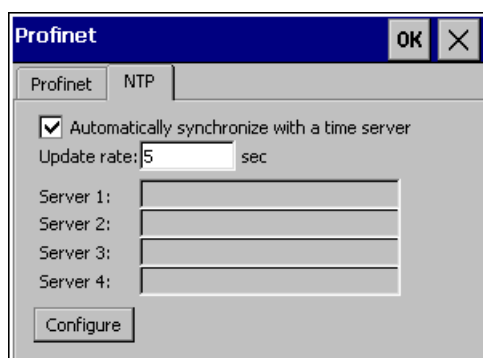 Profinet OK
Profinet NTP
Automatically synchronize with a time server
Update rate: 5 sec
Server 1:
Server 2:
Server 3:
Server 4:
Configure